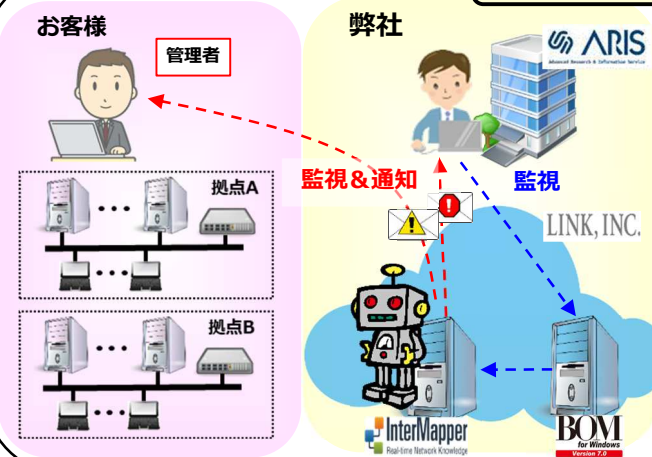 お客様
管理者
拠点A
拠点B
弊社
ARIS
Advanced Research & Information Service
監視&通知
監視
LINK, INC.
InterMapper
Real-time Network Knowledge
BOM
for Windows
Version 7.0